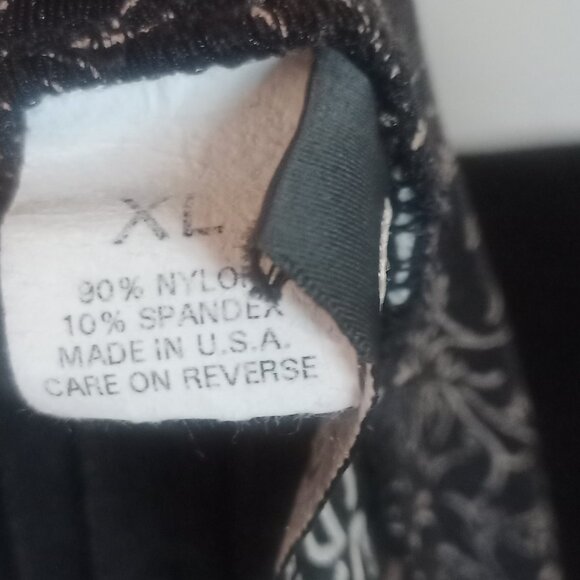 XL
90% NYLON
10% SPANDEX
MADE IN U.S.A.
CARE ON REVERSE